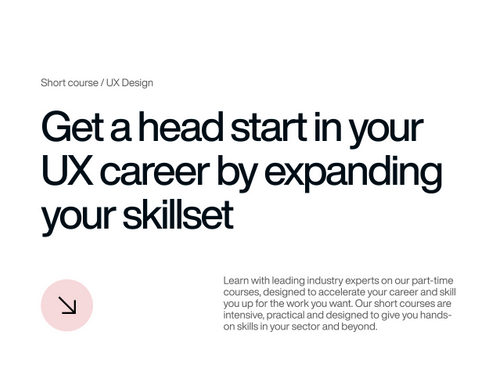 Short course / UX Design
Get a head start in your
UX career by expanding
your skillset
Learn with leading industry experts on our part-time
courses, designed to accelerate your career and skill
you up for the work you want. Our short courses are
intensive, practical and designed to give you hands-
on skills in your sector and beyond.